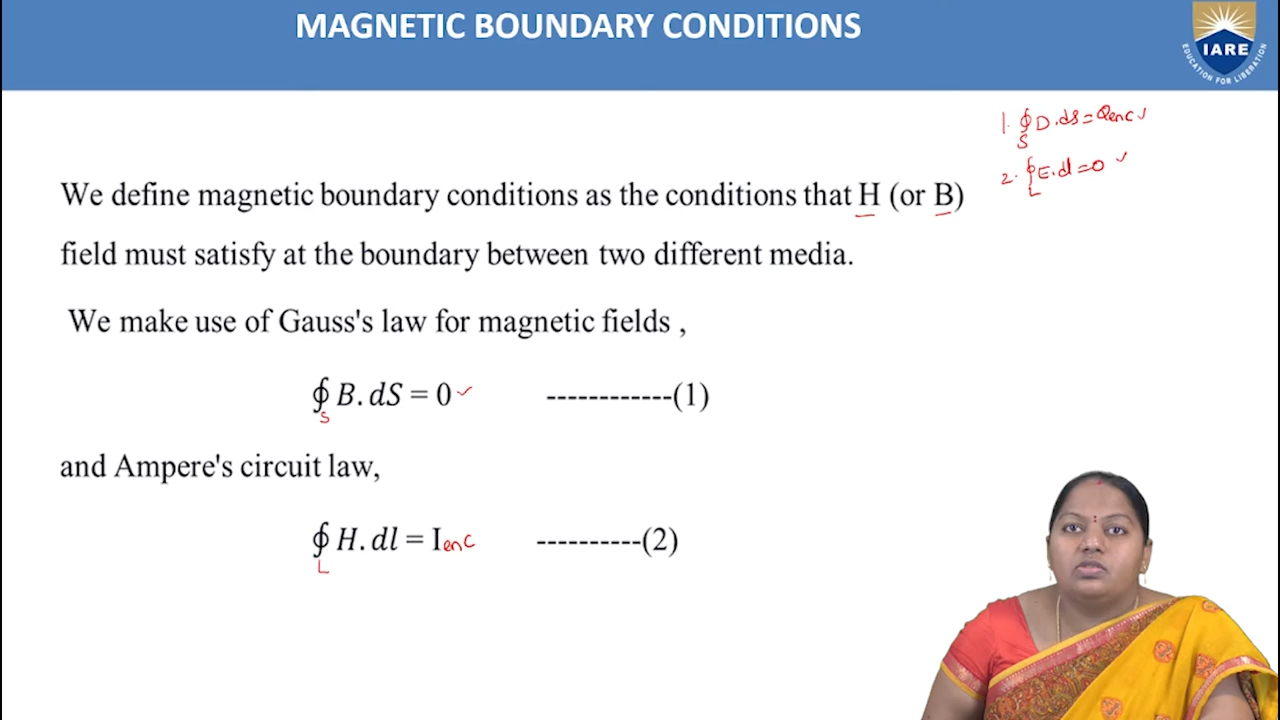 MAGNETIC BOUNDARY CONDITIONS
IARE
EDUCATION FOR LIBERATION
1. ∮S D.ds=Qenc ✓
2. ∮L E.dl=0 ✓
We define magnetic boundary conditions as the conditions that H (or B)
field must satisfy at the boundary between two different media.
We make use of Gauss's law for magnetic fields ,
∮S B.dS = 0 ✓ ------------(1)
and Ampere's circuit law,
∮L H.dl = Ienc ----------(2)